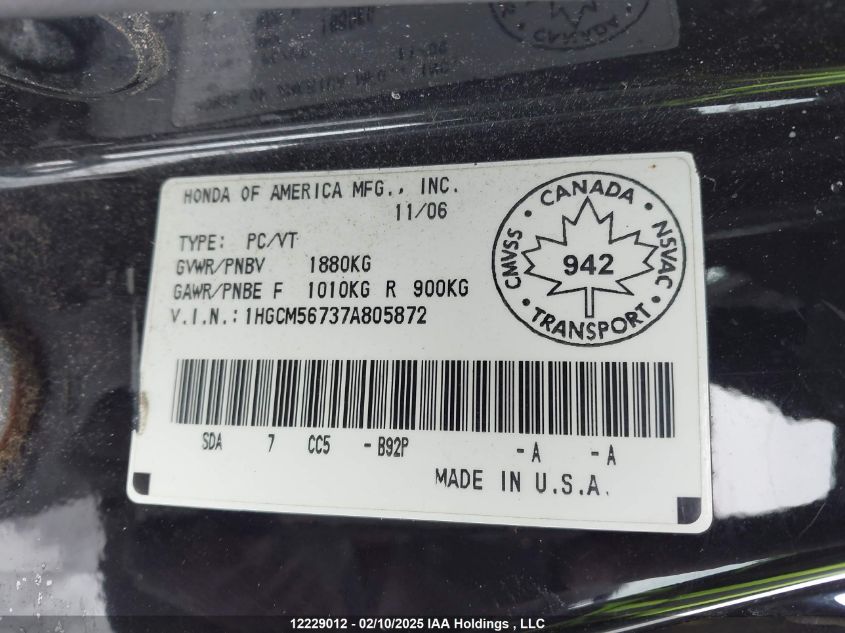 HONDA OF AMERICA MFG., INC.
11/06
TYPE: PC/VT
GVWR/PNBV 1880KG
GAWR/PNBE F 1010KG R 900KG
V.I.N.: 1HGCM56737A805872
CANADA
CMVSS
942
NSVAC
TRANSPORT
SDA 7 CC5 - B92P - A - A
MADE IN U.S.A.
12229012 - 02/10/2025 IAA Holdings , LLC